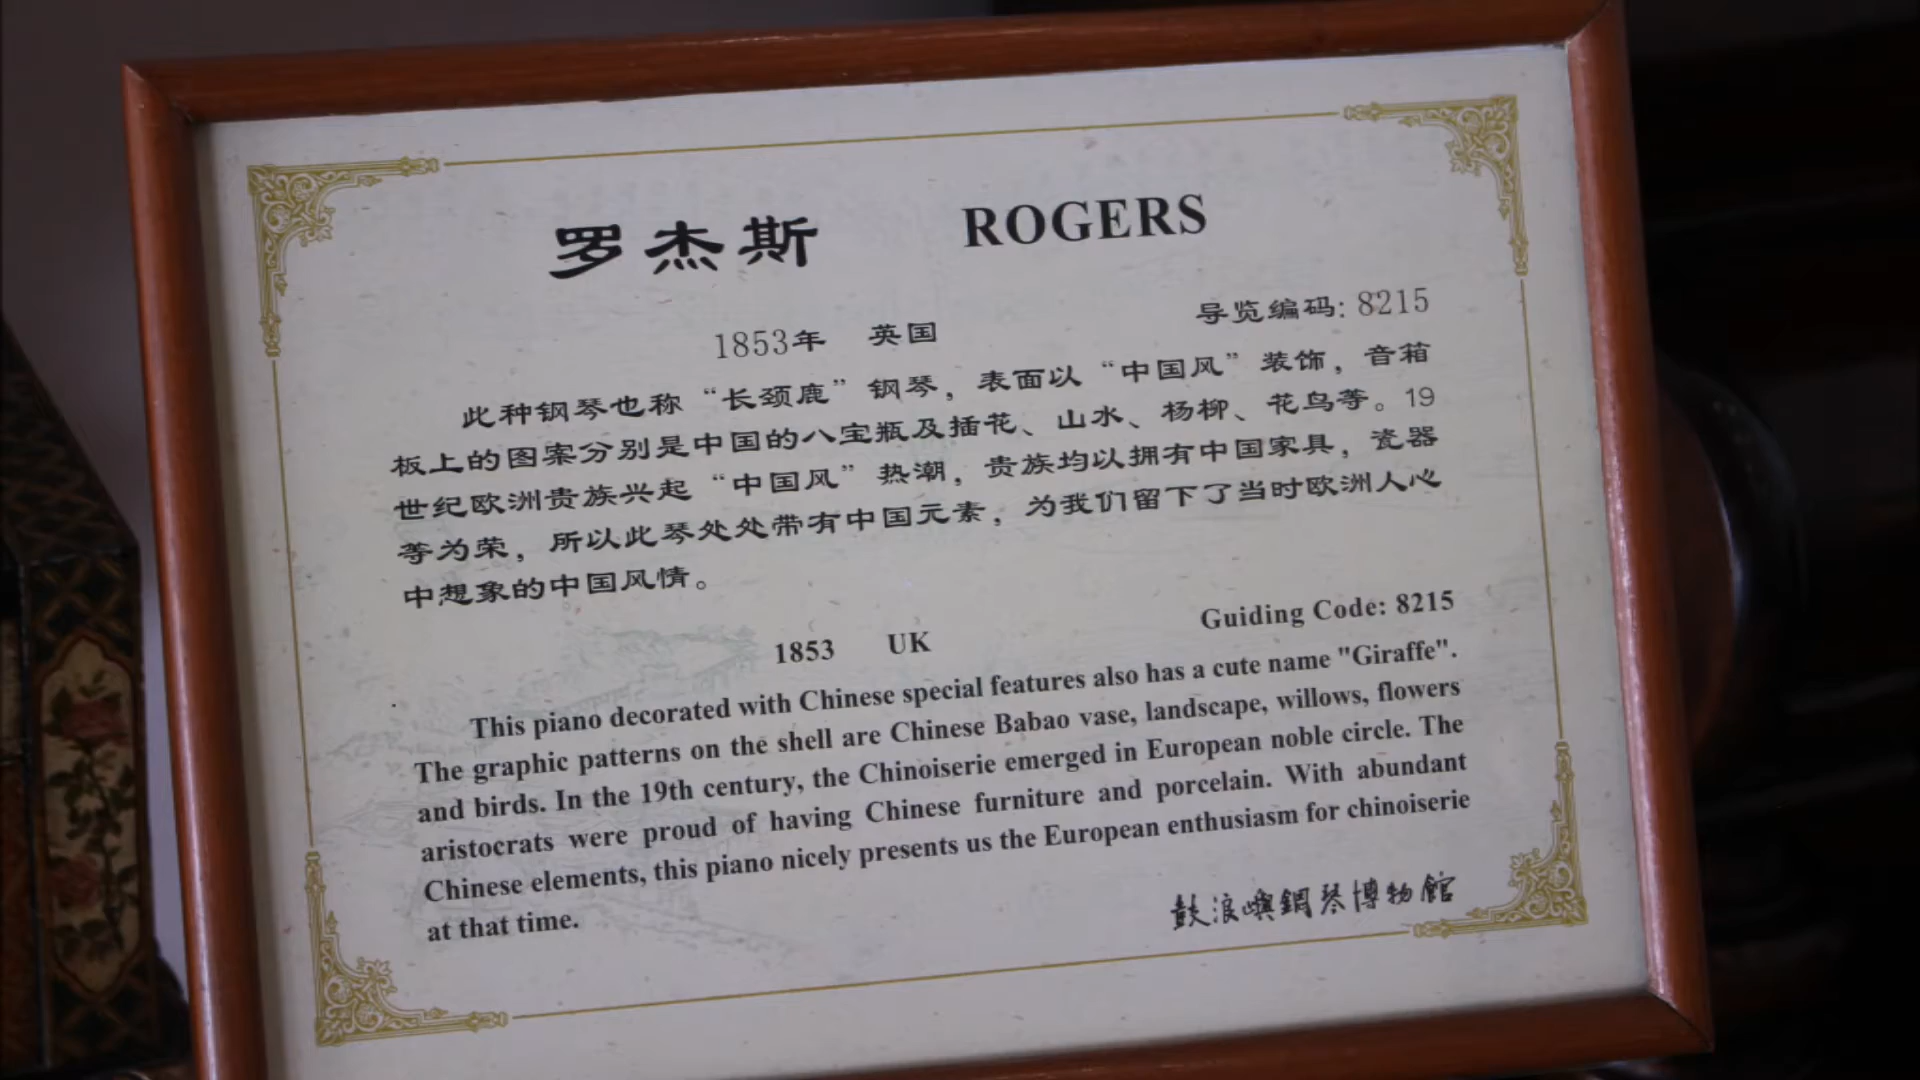 罗杰斯 ROGERS
导览编码: 8215
1853年 英国
此种钢琴也称“长颈鹿”钢琴，表面以“中国风”装饰，音箱
板上的图案分别是中国的八宝瓶及插花、山水、杨柳、花鸟等。19
世纪欧洲贵族兴起“中国风”热潮，贵族均以拥有中国家具，瓷器
等为荣，所以此琴处处带有中国元素，为我们留下了当时欧洲人心
中想象的中国风情。
Guiding Code: 8215
1853 UK
This piano decorated with Chinese special features also has a cute name "Giraffe".
The graphic patterns on the shell are Chinese Babao vase, landscape, willows, flowers
and birds. In the 19th century, the Chinoiserie emerged in European noble circle. The
aristocrats were proud of having Chinese furniture and porcelain. With abundant
Chinese elements, this piano nicely presents us the European enthusiasm for chinoiserie
at that time.
鼓浪嶼鋼琴博物館